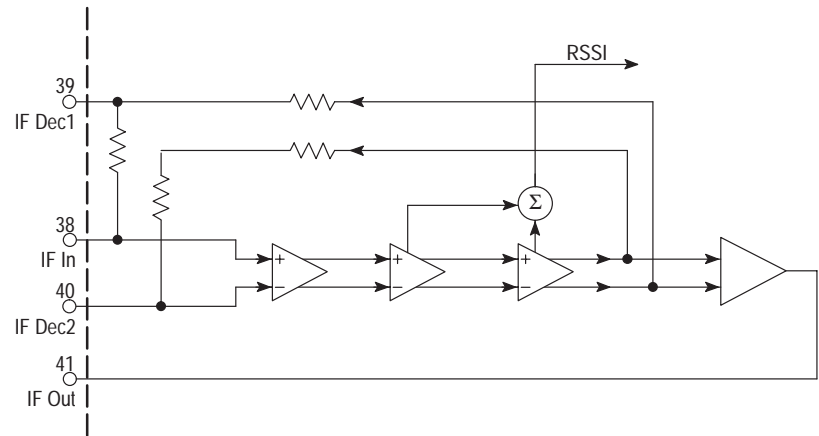 RSSI
39
IF Dec1
Σ
38
IF In
+ + +
40
− − −
IF Dec2
41
IF Out